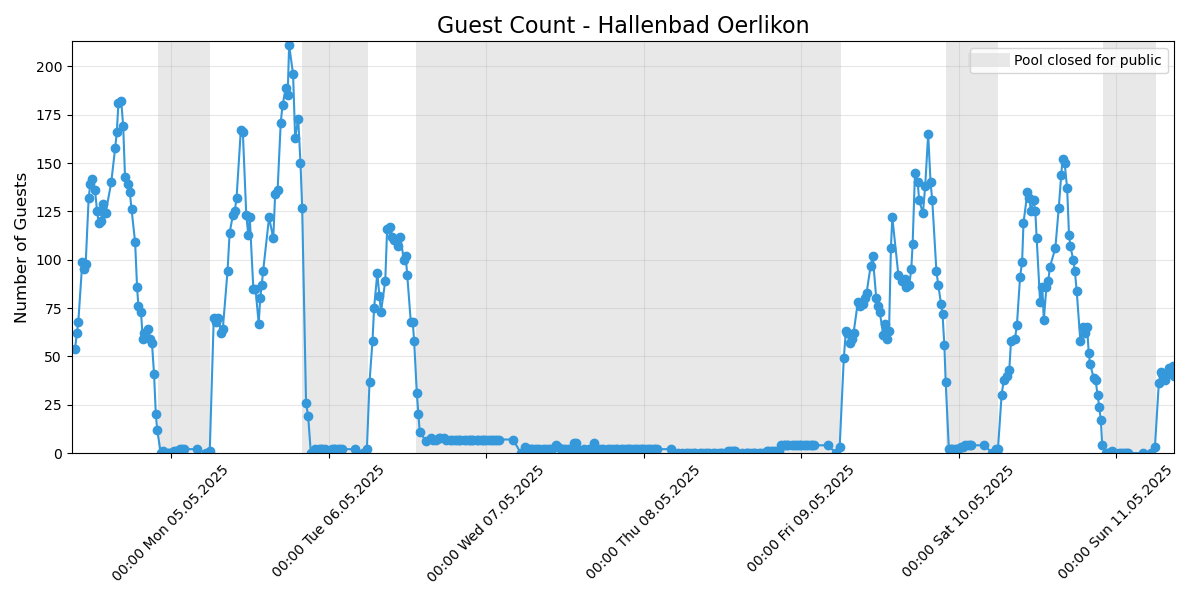 Guest Count - Hallenbad Oerlikon
Pool closed for public
Number of Guests
200
175
150
125
100
75
50
25
0
00:00 Mon 05.05.2025
00:00 Tue 06.05.2025
00:00 Wed 07.05.2025
00:00 Thu 08.05.2025
00:00 Fri 09.05.2025
00:00 Sat 10.05.2025
00:00 Sun 11.05.2025